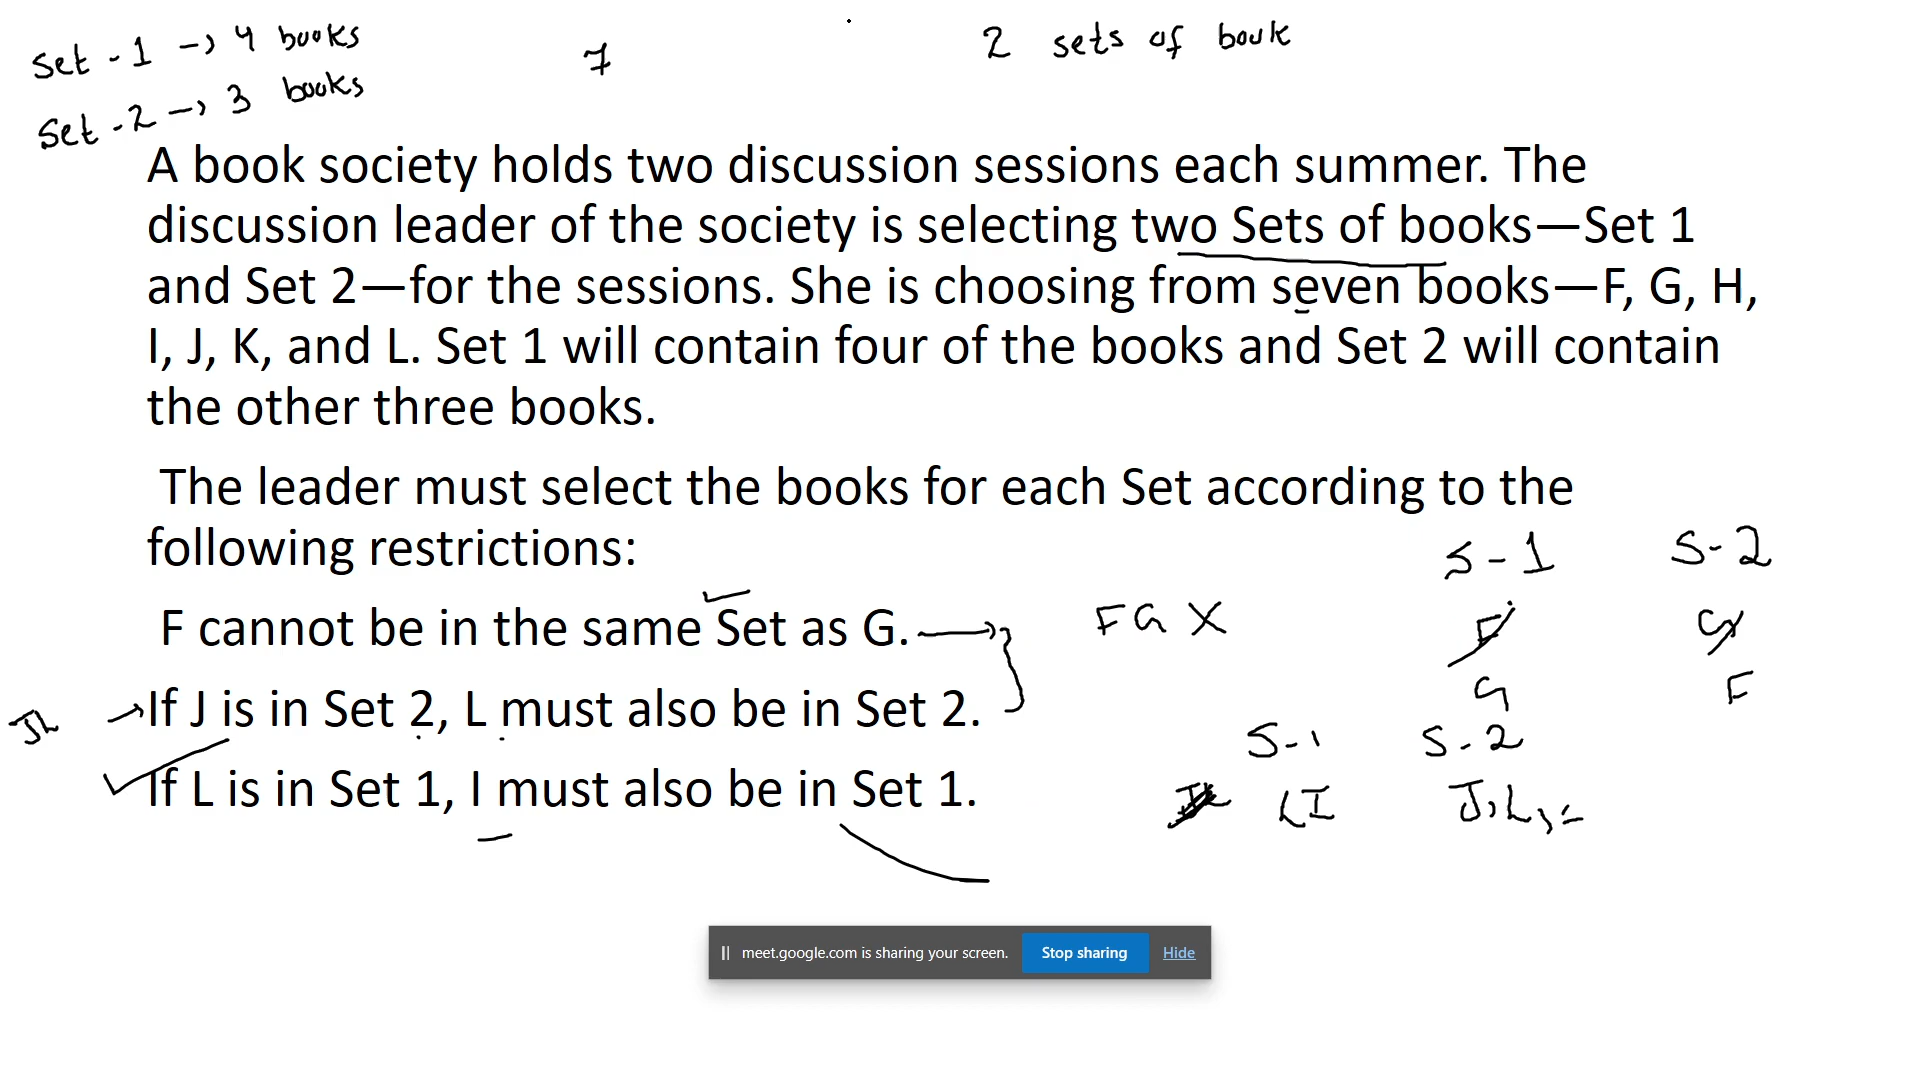 Set - 1 -> 4 books
7
2 sets of book
Set - 2 -> 3 books
A book society holds two discussion sessions each summer. The
discussion leader of the society is selecting two Sets of books—Set 1
and Set 2—for the sessions. She is choosing from seven books—F, G, H,
I, J, K, and L. Set 1 will contain four of the books and Set 2 will contain
the other three books.
The leader must select the books for each Set according to the
following restrictions:
S - 1 S - 2
F cannot be in the same Set as G.
FG X
F G
G F
JL
If J is in Set 2, L must also be in Set 2.
S - 1 S - 2
If L is in Set 1, I must also be in Set 1.
LI J, L,
meet.google.com is sharing your screen.
Stop sharing
Hide